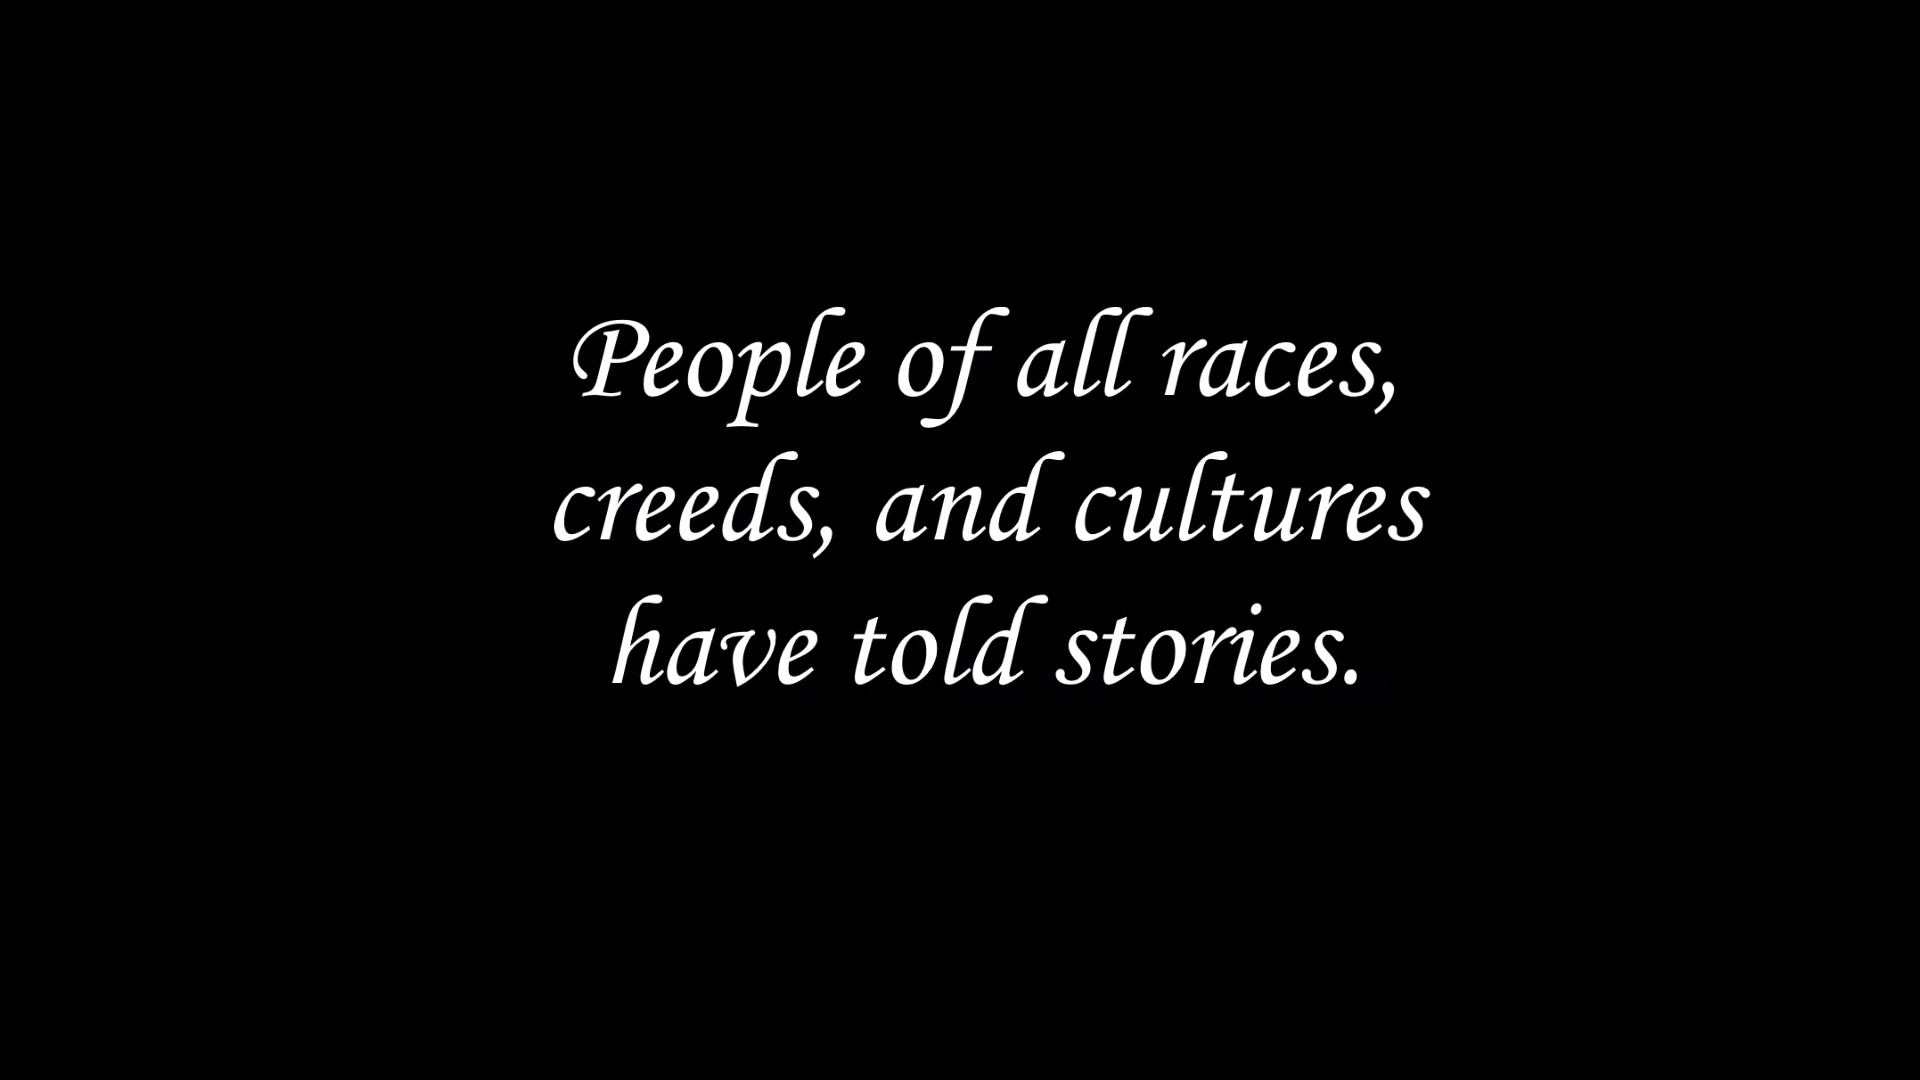 People of all races,
creeds, and cultures
have told stories.